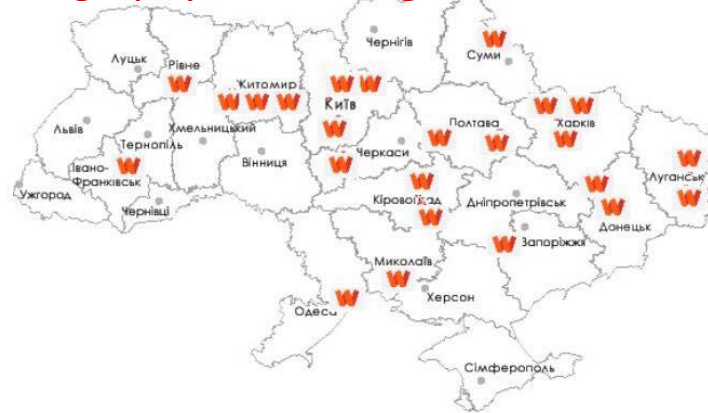 Чернігів
Суми
Луцьк
Рівне
Житомир
Київ
Полтава
Харків
Львів
Тернопіль
Хмельницький
Вінниця
Черкаси
Луганськ
Івано-
Франківськ
Ужгород
Чернівці
Кіровоград
Дніпропетрівськ
Донецьк
Запоріжжя
Миколаїв
Херсон
Одеса
Сімферополь